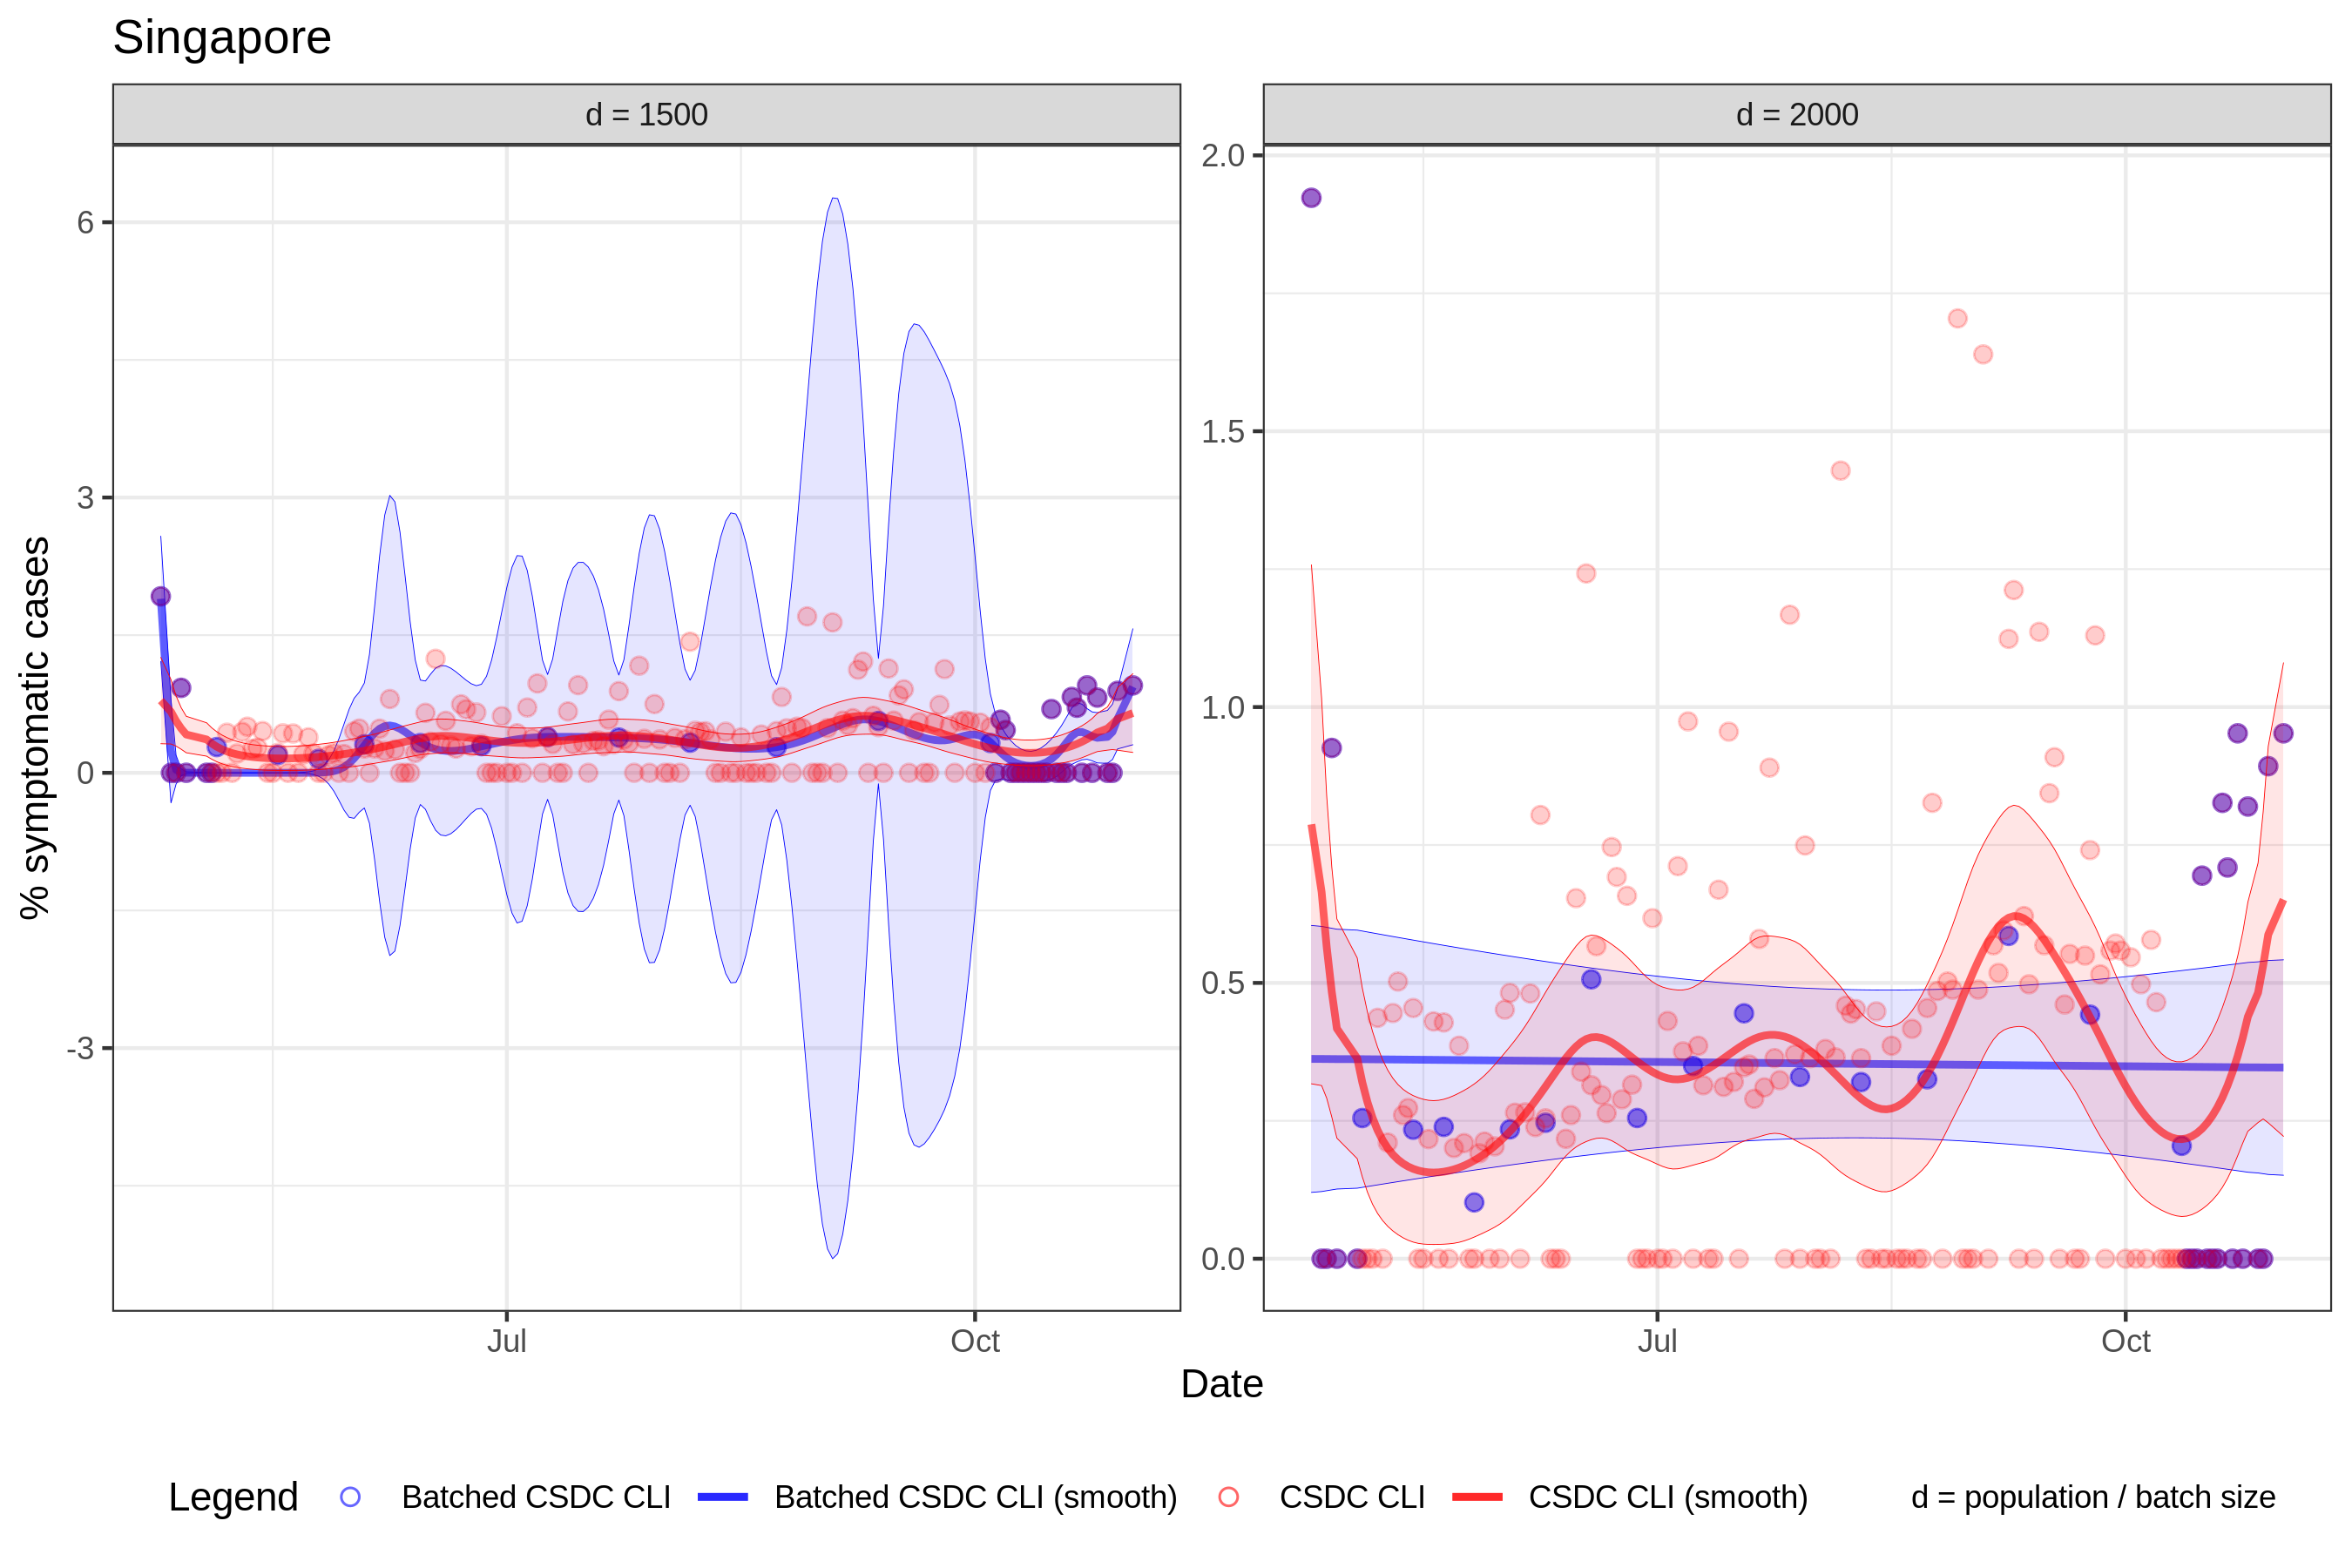 Singapore
d = 1500
d = 2000
% symptomatic cases
6
3
0
-3
2.0
1.5
1.0
0.5
0.0
Jul
Oct
Jul
Oct
Date
Legend
Batched CSDC CLI
Batched CSDC CLI (smooth)
CSDC CLI
CSDC CLI (smooth)
d = population / batch size